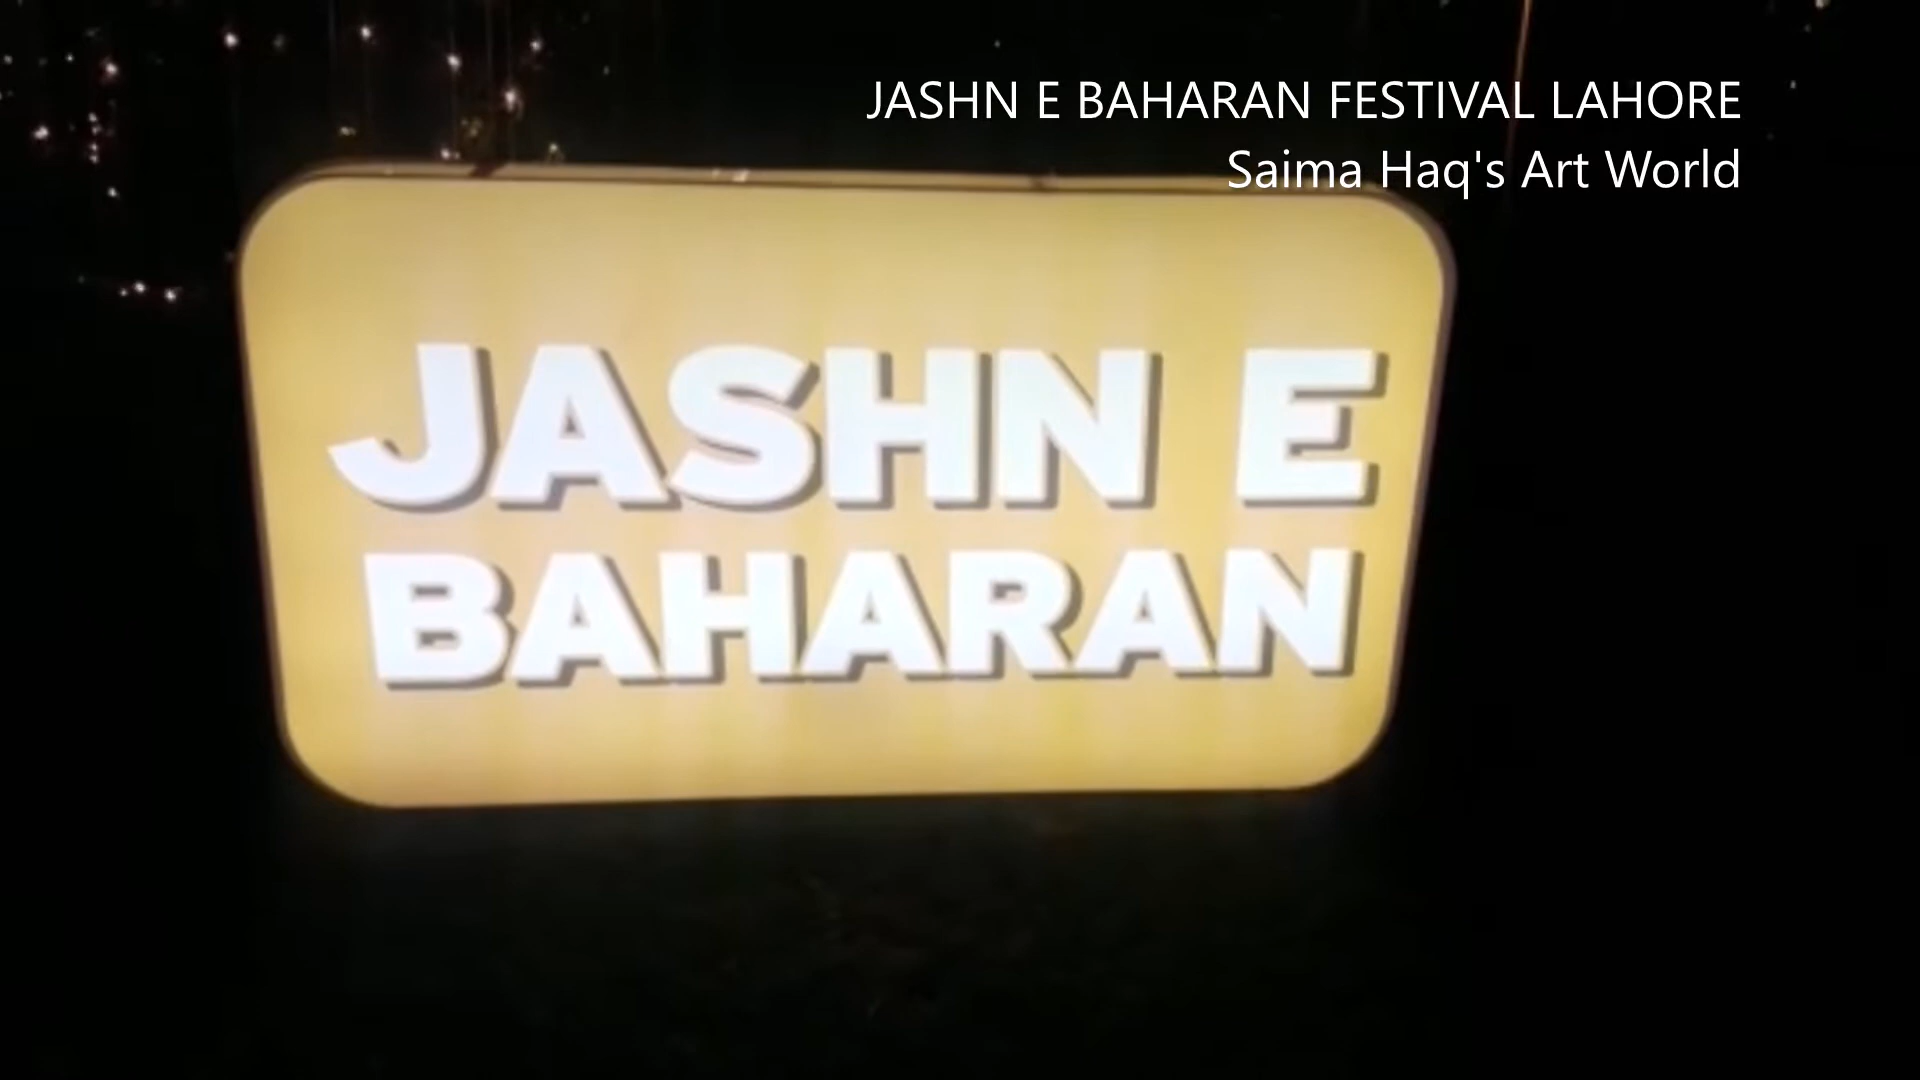 JASHN E BAHARAN FESTIVAL LAHORE
Saima Haq's Art World
JASHN E
BAHARAN